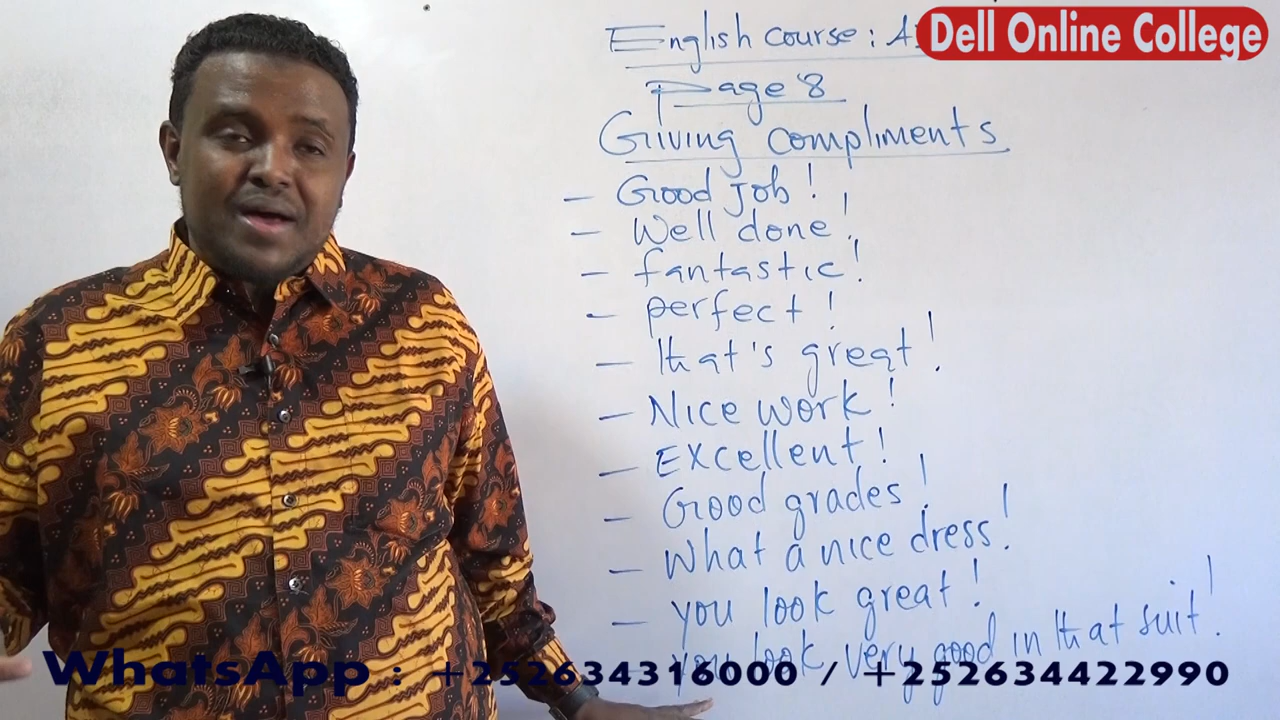 English course: A
Dell Online College
Page 8
Giving compliments
- Good job!
- Well done!
- fantastic!
- perfect!
- that's great!
- Nice work!
- Excellent!
- Good grades!
- What a nice dress!
- you look great!
you look very good in that suit!
WhatsApp : +252634316000 / +252634422990